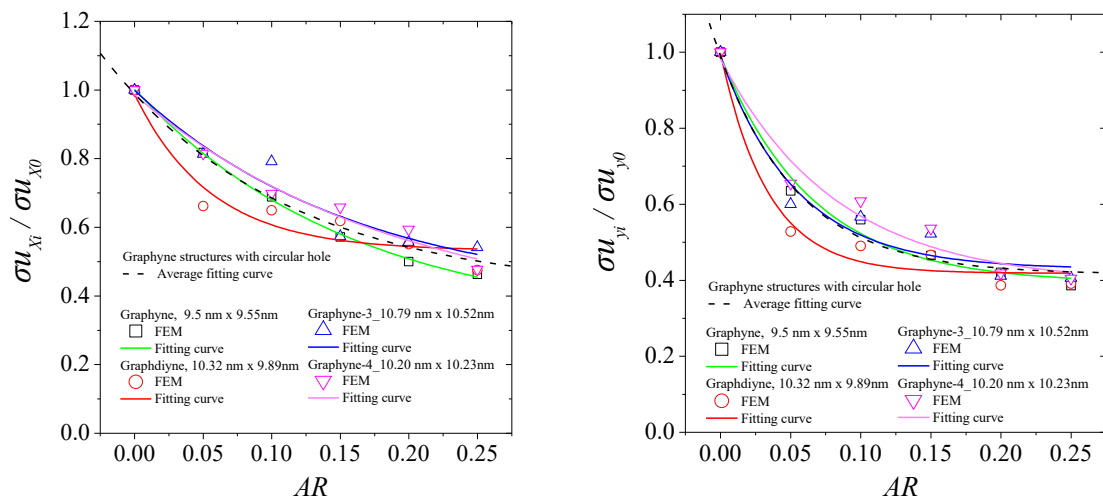 σu_Xi / σu_X0
1.0
0.8
0.6
0.4
0.2
0.0
Graphyne structures with circular hole
Average fitting curve
Graphyne, 9.5 nm x 9.55nm
FEM
Fitting curve
Graphdiyne, 10.32 nm x 9.89nm
FEM
Fitting curve
Graphyne-3_10.79 nm x 10.52nm
FEM
Fitting curve
Graphyne-4_10.20 nm x 10.23nm
FEM
Fitting curve
0.00 0.05 0.10 0.15 0.20 0.25
AR
σu_yi / σu_y0
1.0
0.8
0.6
0.4
0.2
0.0
Graphyne structures with circular hole
Average fitting curve
Graphyne, 9.5 nm x 9.55nm
FEM
Fitting curve
Graphdiyne, 10.32 nm x 9.89nm
FEM
Fitting curve
Graphyne-3_10.79 nm x 10.52nm
FEM
Fitting curve
Graphyne-4_10.20 nm x 10.23nm
FEM
Fitting curve
0.00 0.05 0.10 0.15 0.20 0.25
AR